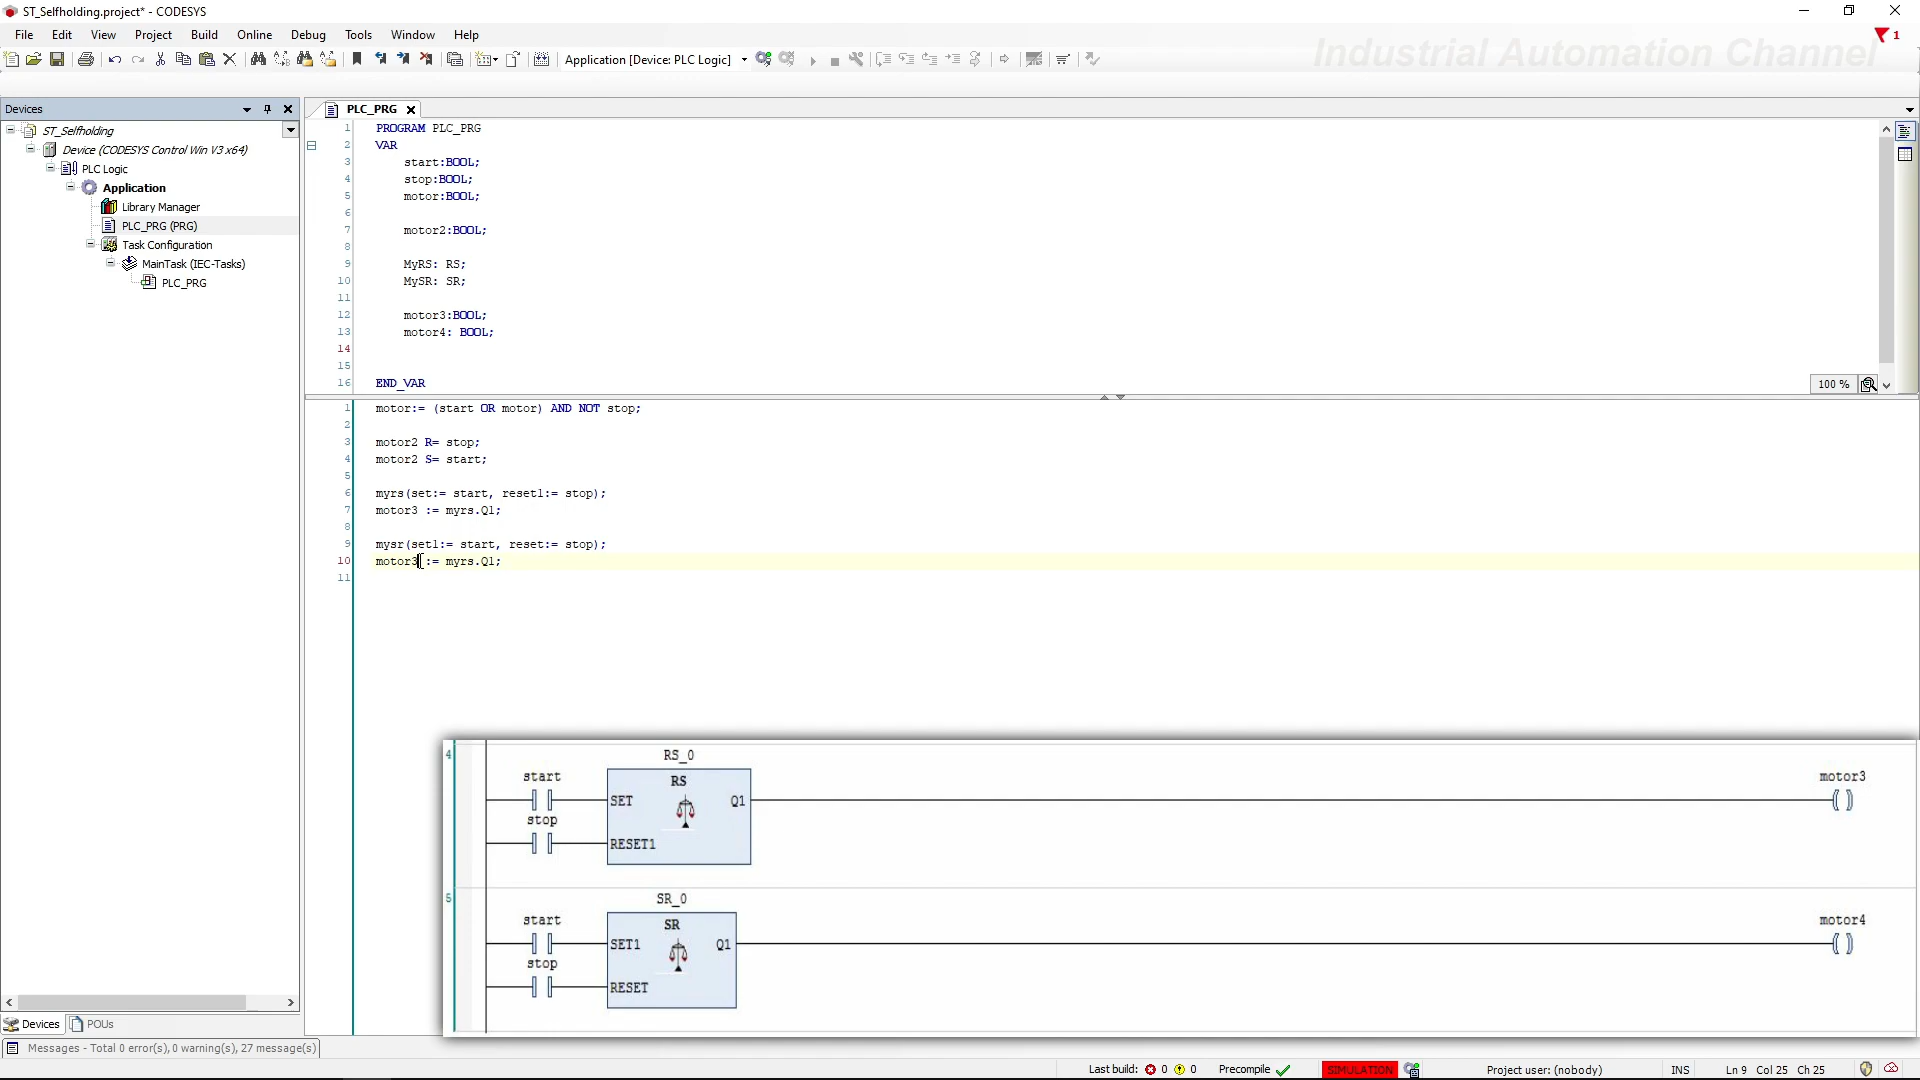 ST_Selfholding.project* - CODESYS
File Edit View Project Build Online Debug Tools Window Help
1
Application [Device: PLC Logic]
Industrial Automation Channel
Devices
ST_Selfholding
Device (CODESYS Control Win V3 x64)
PLC Logic
Application
Library Manager
PLC_PRG (PRG)
Task Configuration
MainTask (IEC-Tasks)
PLC_PRG
PLC_PRG
1 PROGRAM PLC_PRG
2 VAR
3 start:BOOL;
4 stop:BOOL;
5 motor:BOOL;
6
7 motor2:BOOL;
8
9 MyRS: RS;
10 MySR: SR;
11
12 motor3:BOOL;
13 motor4: BOOL;
14
15
16 END_VAR
100 %
1 motor:= (start OR motor) AND NOT stop;
2
3 motor2 R= stop;
4 motor2 S= start;
5
6 myrs(set:= start, reset1:= stop);
7 motor3 := myrs.Q1;
8
9 mysr(set1:= start, reset:= stop);
10 motor3 := myrs.Q1;
11
4 RS_0
start RS motor3
SET Q1
stop
RESET1
5 SR_0
start SR motor4
SET1 Q1
stop
RESET
Devices POUs
Messages - Total 0 error(s), 0 warning(s), 27 message(s)
Last build: 0 0 Precompile SIMULATION Project user: (nobody) INS Ln 9 Col 25 Ch 25